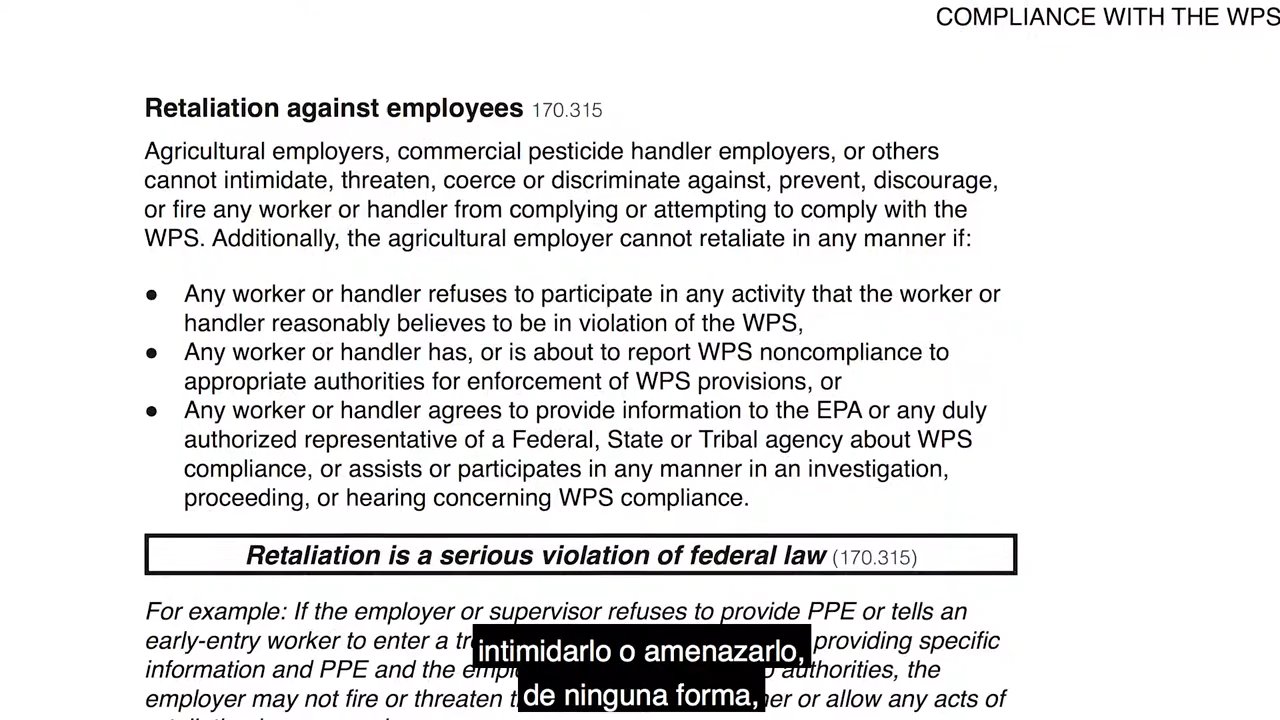 COMPLIANCE WITH THE WPS
Retaliation against employees 170.315
Agricultural employers, commercial pesticide handler employers, or others
cannot intimidate, threaten, coerce or discriminate against, prevent, discourage,
or fire any worker or handler from complying or attempting to comply with the
WPS. Additionally, the agricultural employer cannot retaliate in any manner if:
● Any worker or handler refuses to participate in any activity that the worker or
handler reasonably believes to be in violation of the WPS,
● Any worker or handler has, or is about to report WPS noncompliance to
appropriate authorities for enforcement of WPS provisions, or
● Any worker or handler agrees to provide information to the EPA or any duly
authorized representative of a Federal, State or Tribal agency about WPS
compliance, or assists or participates in any manner in an investigation,
proceeding, or hearing concerning WPS compliance.
Retaliation is a serious violation of federal law (170.315)
For example: If the employer or supervisor refuses to provide PPE or tells an
early-entry worker to enter a providing specific
information and PPE and the authorities, the
employer may not fire or threaten or allow any acts of
intimidarlo o amenazarlo,
de ninguna forma,